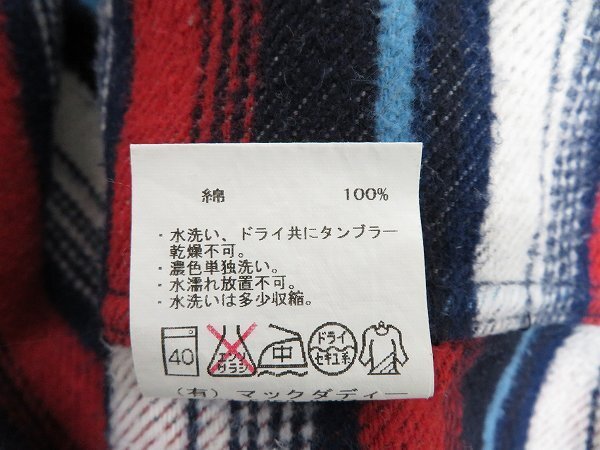 綿 100%
・水洗い、ドライ共にタンブラー
乾燥不可。
・濃色単独洗い。
・水濡れ放置不可。
・水洗いは多少収縮。
40
エンソ
サラシ
中
ドライ
セキユ系
(有) マックダディー